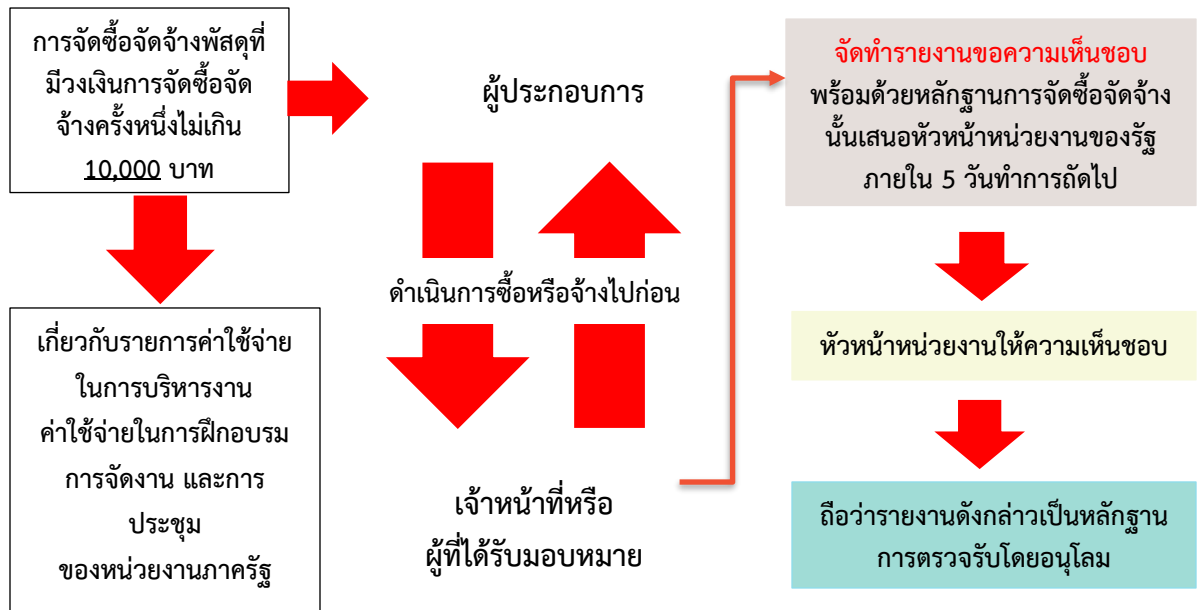 การจัดซื้อจัดจ้างพัสดุที่
มีวงเงินการจัดซื้อจัด
จ้างครั้งหนึ่งไม่เกิน
10,000 บาท
เกี่ยวกับรายการค่าใช้จ่าย
ในการบริหารงาน
ค่าใช้จ่ายในการฝึกอบรม
การจัดงาน และการ
ประชุม
ของหน่วยงานภาครัฐ
ผู้ประกอบการ
ดำเนินการซื้อหรือจ้างไปก่อน
เจ้าหน้าที่หรือ
ผู้ที่ได้รับมอบหมาย
จัดทำรายงานขอความเห็นชอบ
พร้อมด้วยหลักฐานการจัดซื้อจัดจ้าง
นั้นเสนอหัวหน้าหน่วยงานของรัฐ
ภายใน 5 วันทำการถัดไป
หัวหน้าหน่วยงานให้ความเห็นชอบ
ถือว่ารายงานดังกล่าวเป็นหลักฐาน
การตรวจรับโดยอนุโลม